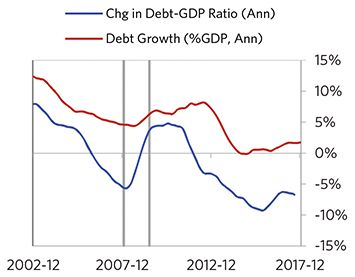 Chg in Debt-GDP Ratio (Ann)
Debt Growth (%GDP, Ann)
15%
10%
5%
0%
-5%
-10%
-15%
2002-12 2007-12 2012-12 2017-12